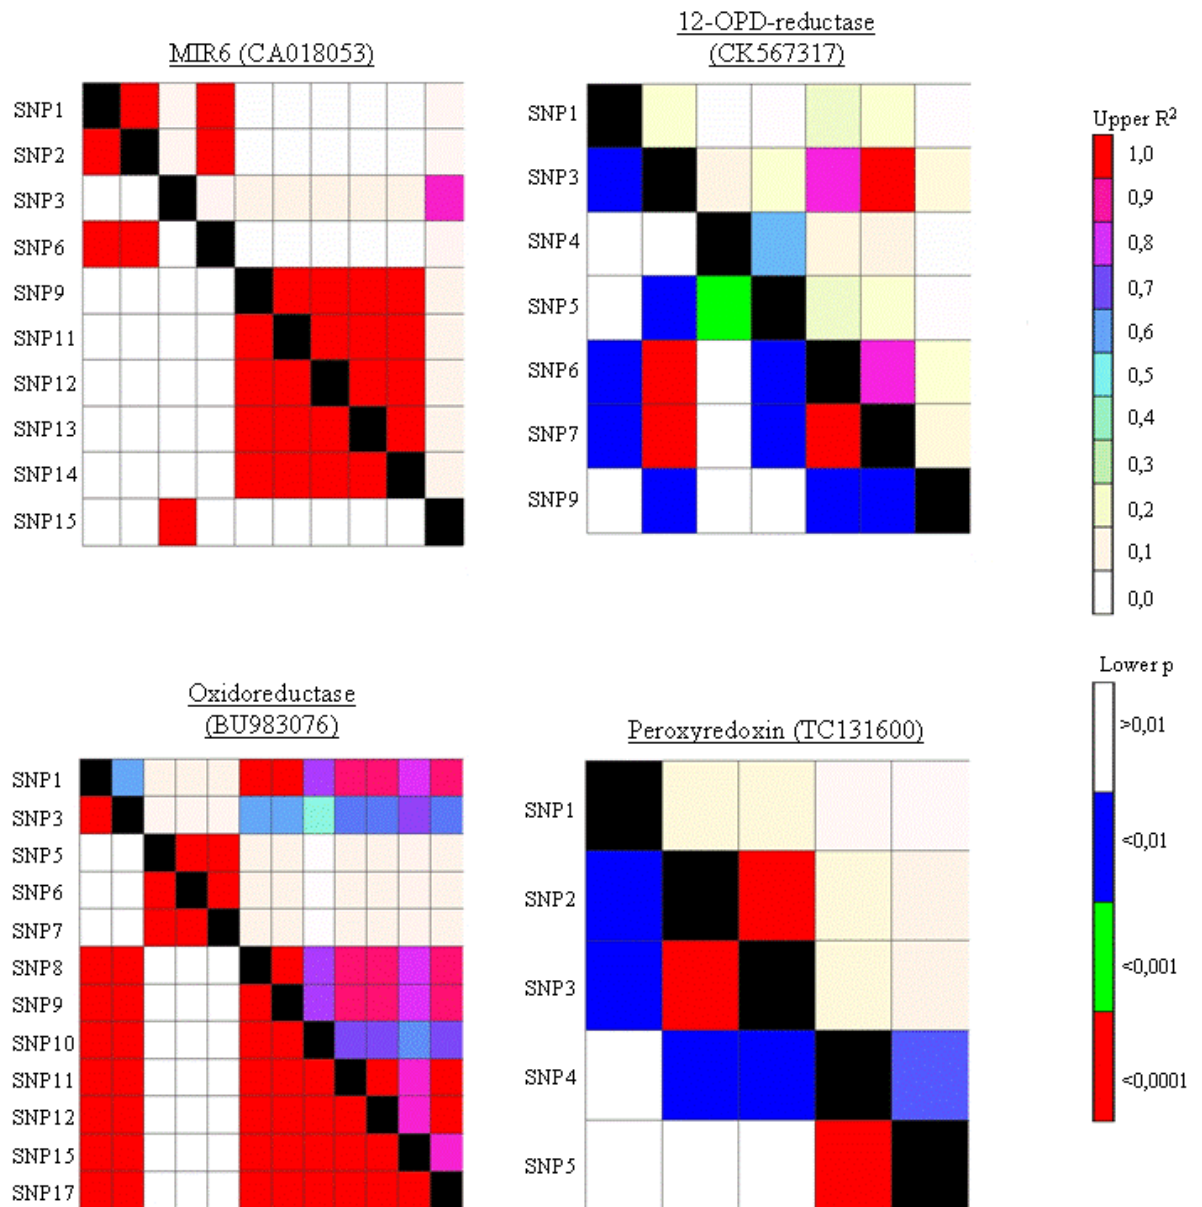 MIR6 (CA018053)
SNP1
SNP2
SNP3
SNP6
SNP9
SNP11
SNP12
SNP13
SNP14
SNP15
12-OPD-reductase
(CK567317)
SNP1
SNP3
SNP4
SNP5
SNP6
SNP7
SNP9
Upper R²
1,0
0,9
0,8
0,7
0,6
0,5
0,4
0,3
0,2
0,1
0,0
Oxidoreductase
(BU983076)
SNP1
SNP3
SNP5
SNP6
SNP7
SNP8
SNP9
SNP10
SNP11
SNP12
SNP15
SNP17
Peroxyredoxin (TC131600)
SNP1
SNP2
SNP3
SNP4
SNP5
Lower p
>0,01
<0,01
<0,001
<0,0001